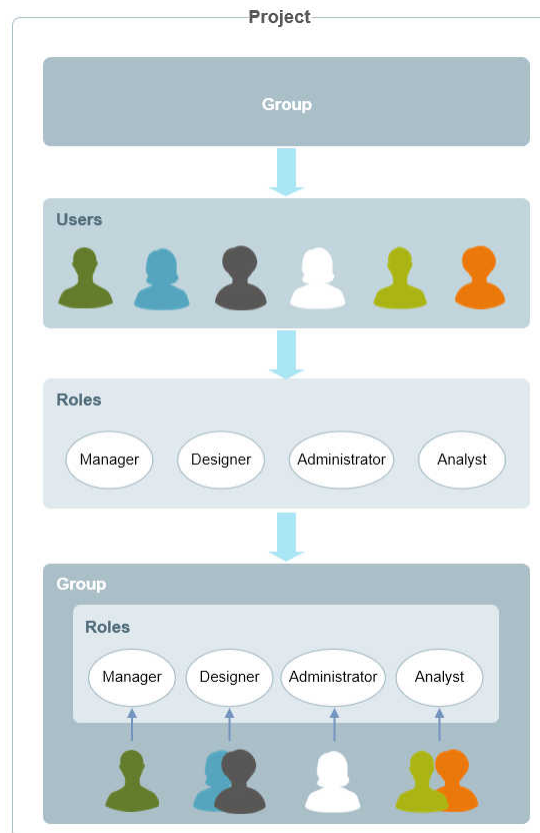 Project
Group
Users
Roles
Manager Designer Administrator Analyst
Group
Roles
Manager Designer Administrator Analyst